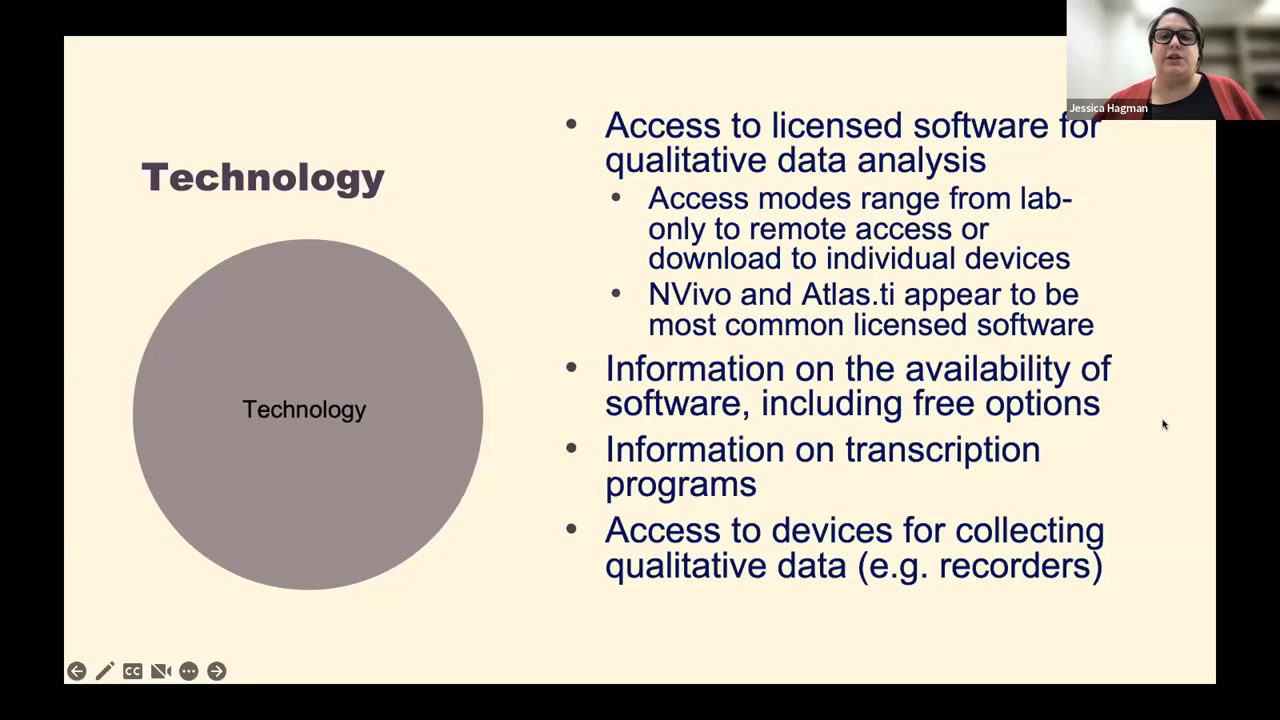 Jessica Hagman
Technology
Technology
• Access to licensed software for
qualitative data analysis
• Access modes range from lab-
only to remote access or
download to individual devices
• NVivo and Atlas.ti appear to be
most common licensed software
• Information on the availability of
software, including free options
• Information on transcription
programs
• Access to devices for collecting
qualitative data (e.g. recorders)
CC